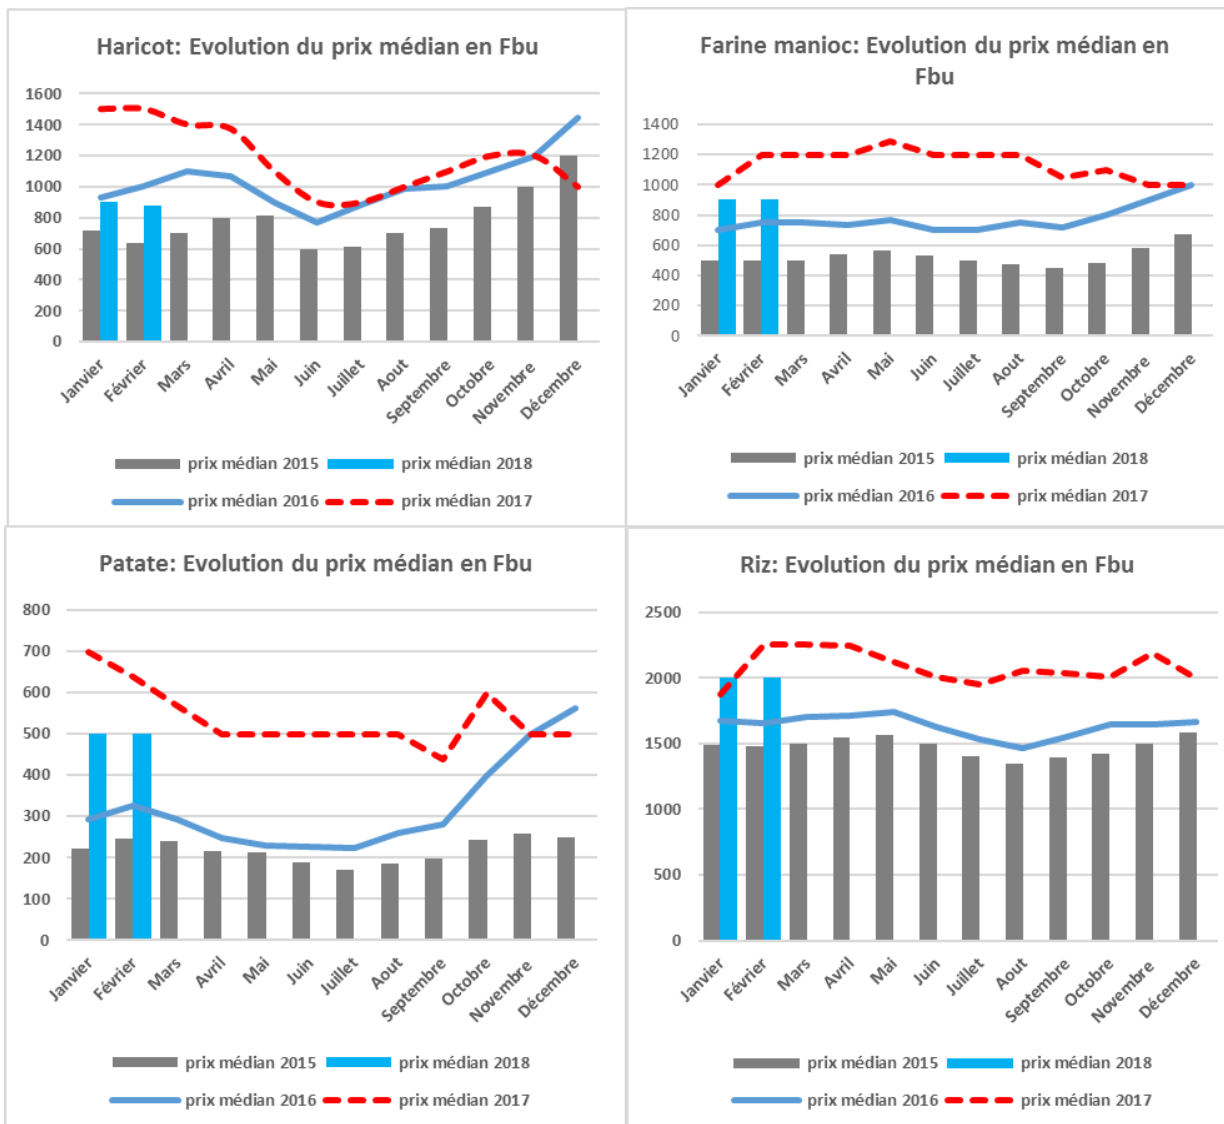 Haricot: Evolution du prix médian en Fbu
1600
1400
1200
1000
800
600
400
200
0
Janvier
Février
Mars
Avril
Mai
Juin
Juillet
Aout
Septembre
Octobre
Novembre
Décembre
prix médian 2015 prix médian 2018
prix médian 2016 prix médian 2017
Farine manioc: Evolution du prix médian en
Fbu
1400
1200
1000
800
600
400
200
0
Janvier
Février
Mars
Avril
Mai
Juin
Juillet
Aout
Septembre
Octobre
Novembre
Décembre
prix médian 2015 prix médian 2018
prix médian 2016 prix médian 2017
Patate: Evolution du prix médian en Fbu
800
700
600
500
400
300
200
100
0
Janvier
Février
Mars
Avril
Mai
Juin
Juillet
Aout
Septembre
Octobre
Novembre
Décembre
prix médian 2015 prix médian 2018
prix médian 2016 prix médian 2017
Riz: Evolution du prix médian en Fbu
2500
2000
1500
1000
500
0
Janvier
Février
Mars
Avril
Mai
Juin
Juillet
Aout
Septembre
Octobre
Novembre
Décembre
prix médian 2015 prix médian 2018
prix médian 2016 prix médian 2017